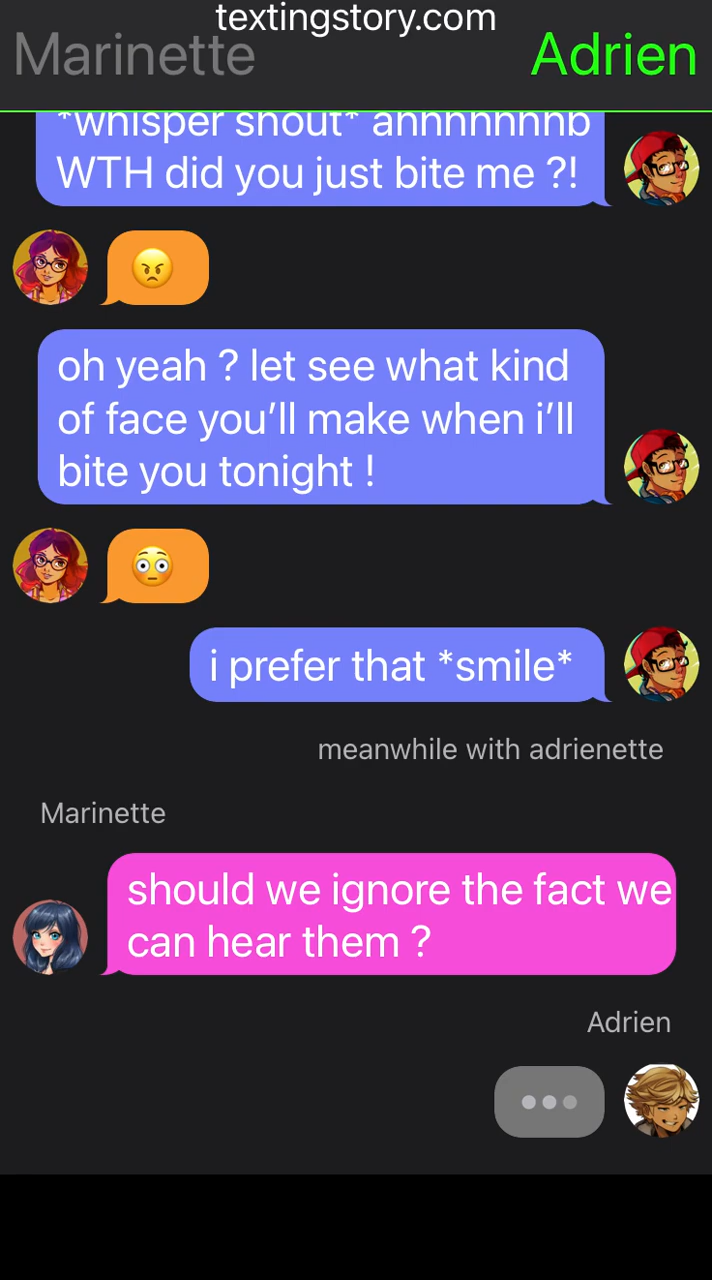 textingstory.com
Marinette
Adrien
*whisper shout* ahhhhhhhb
WTH did you just bite me ?!
😠
oh yeah ? let see what kind
of face you’ll make when i’ll
bite you tonight !
😳
i prefer that *smile*
meanwhile with adrienette
Marinette
should we ignore the fact we
can hear them ?
Adrien